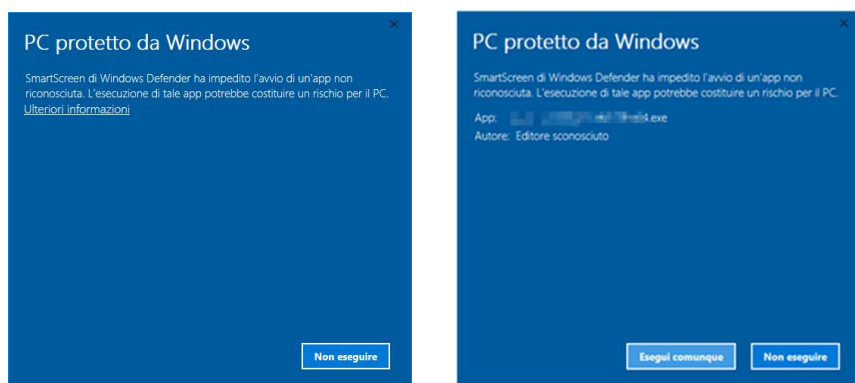 PC protetto da Windows
SmartScreen di Windows Defender ha impedito l'avvio di un'app non
riconosciuta. L'esecuzione di tale app potrebbe costituire un rischio per il PC.
Ulteriori informazioni
Non eseguire
PC protetto da Windows
SmartScreen di Windows Defender ha impedito l'avvio di un'app non
riconosciuta. L'esecuzione di tale app potrebbe costituire un rischio per il PC.
App: .exe
Autore: Editore sconosciuto
Esegui comunque Non eseguire